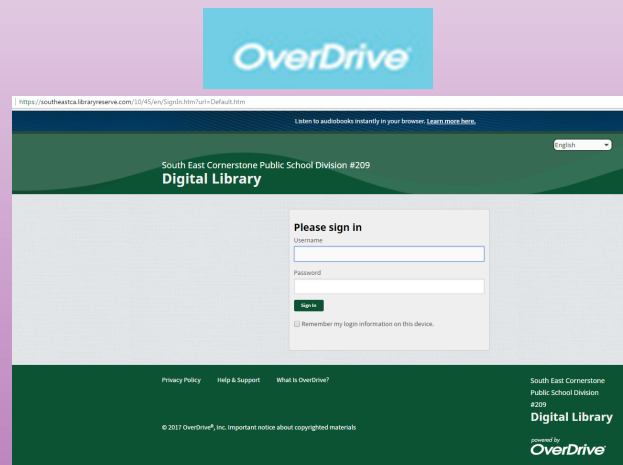 OverDrive®
https://southeastca.libraryreserve.com/10/45/en/SignIn.htm?url=Default.htm
Listen to audiobooks instantly in your browser. Learn more here.
English
South East Cornerstone Public School Division #209
Digital Library
Please sign in
Username
Password
Sign In
Remember my login information on this device.
Privacy Policy Help & Support What Is OverDrive?
© 2017 OverDrive®, Inc. Important notice about copyrighted materials
South East Cornerstone
Public School Division
#209
Digital Library
powered by
OverDrive®